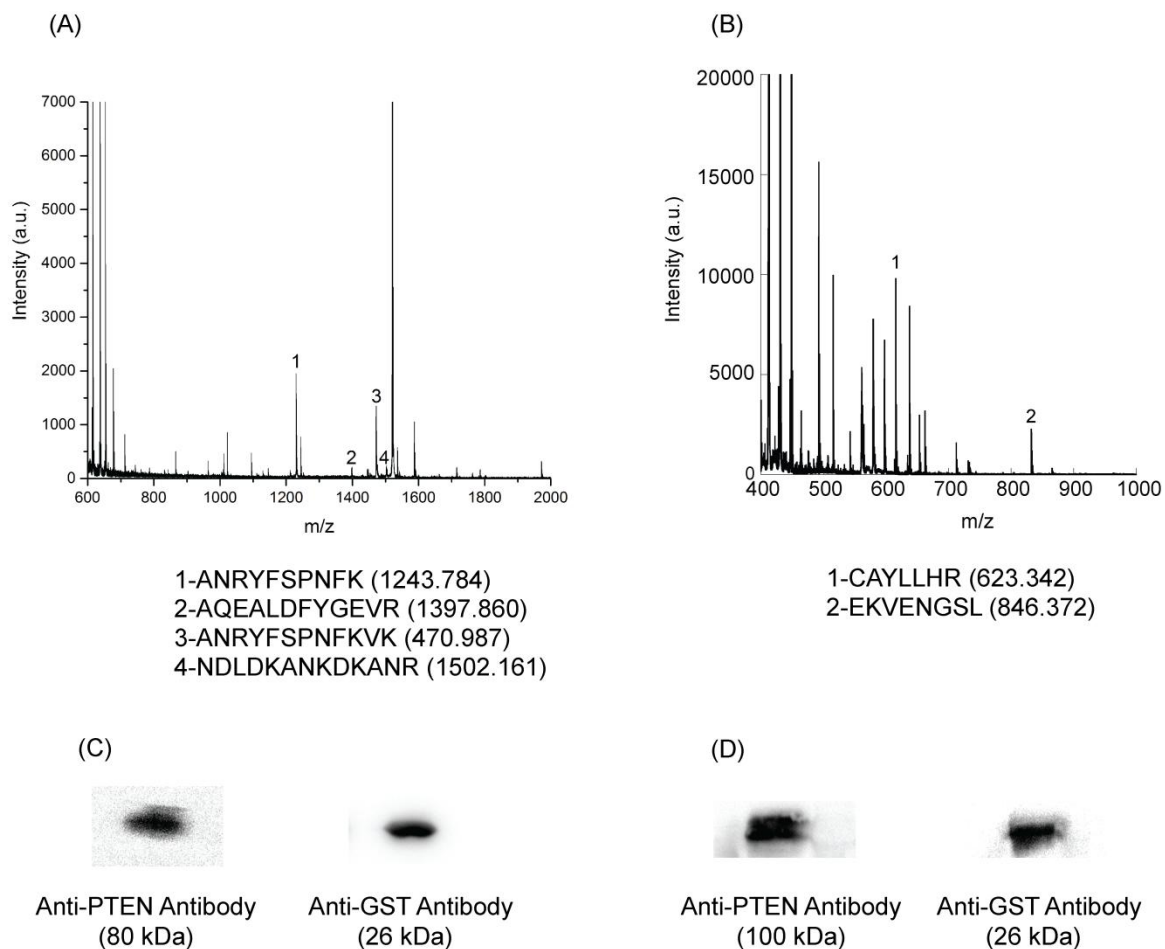 (A)
7000
6000
5000
4000
3000
2000
1000
0
Intensity (a.u.)
1
2
3
4
600 800 1000 1200 1400 1600 1800 2000
m/z
1-ANRYFSPNFK (1243.784)
2-AQEALDFYGEVR (1397.860)
3-ANRYFSPNFKVK (470.987)
4-NDLDKANKDKANR (1502.161)
(B)
20000
15000
10000
5000
0
Intensity (a.u.)
1
2
400 500 600 700 800 900 1000
m/z
1-CAYLLHR (623.342)
2-EKVENGSL (846.372)
(C)
Anti-PTEN Antibody
(80 kDa)
Anti-GST Antibody
(26 kDa)
(D)
Anti-PTEN Antibody
(100 kDa)
Anti-GST Antibody
(26 kDa)